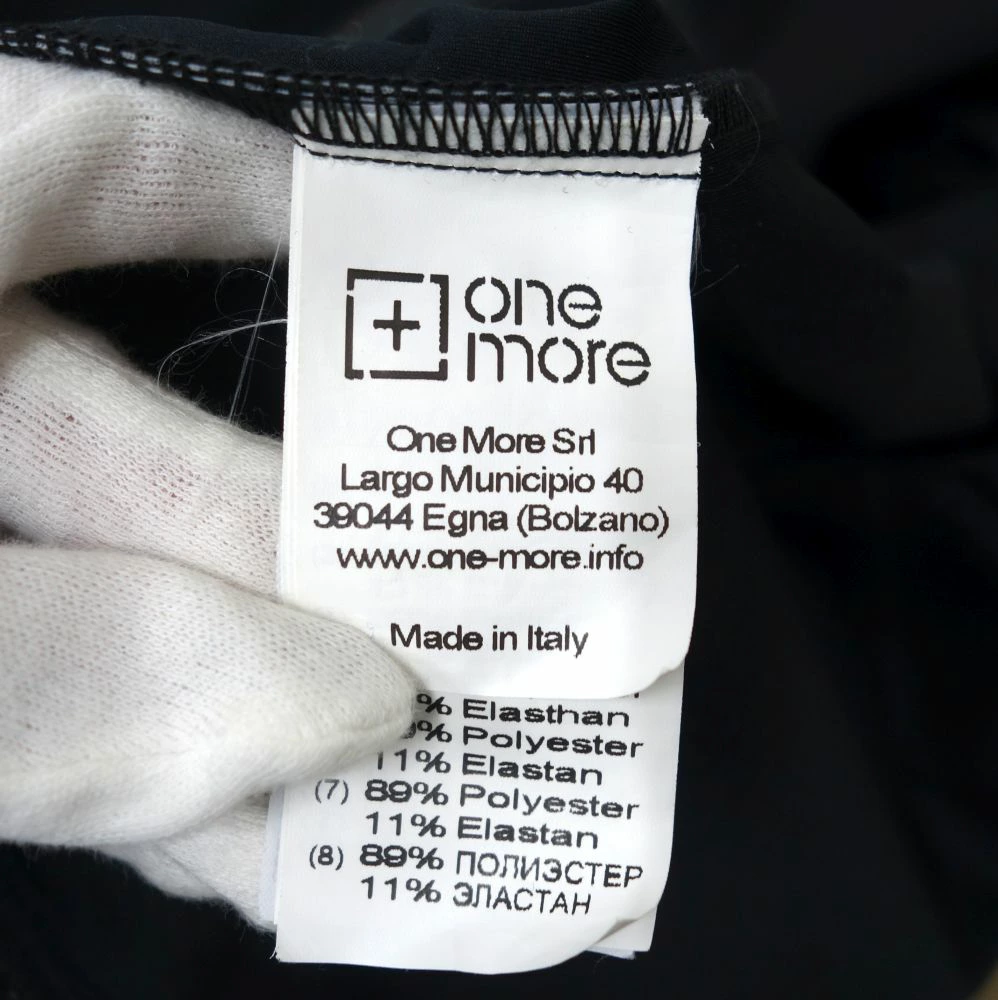 one
more
One More Srl
Largo Municipio 40
39044 Egna (Bolzano)
www.one-more.info
Made in Italy
% Elasthan
9% Polyester
11% Elastan
(7) 89% Polyester
11% Elastan
(8) 89% ПОЛИЭСТЕР
11% ЭЛАСТАН